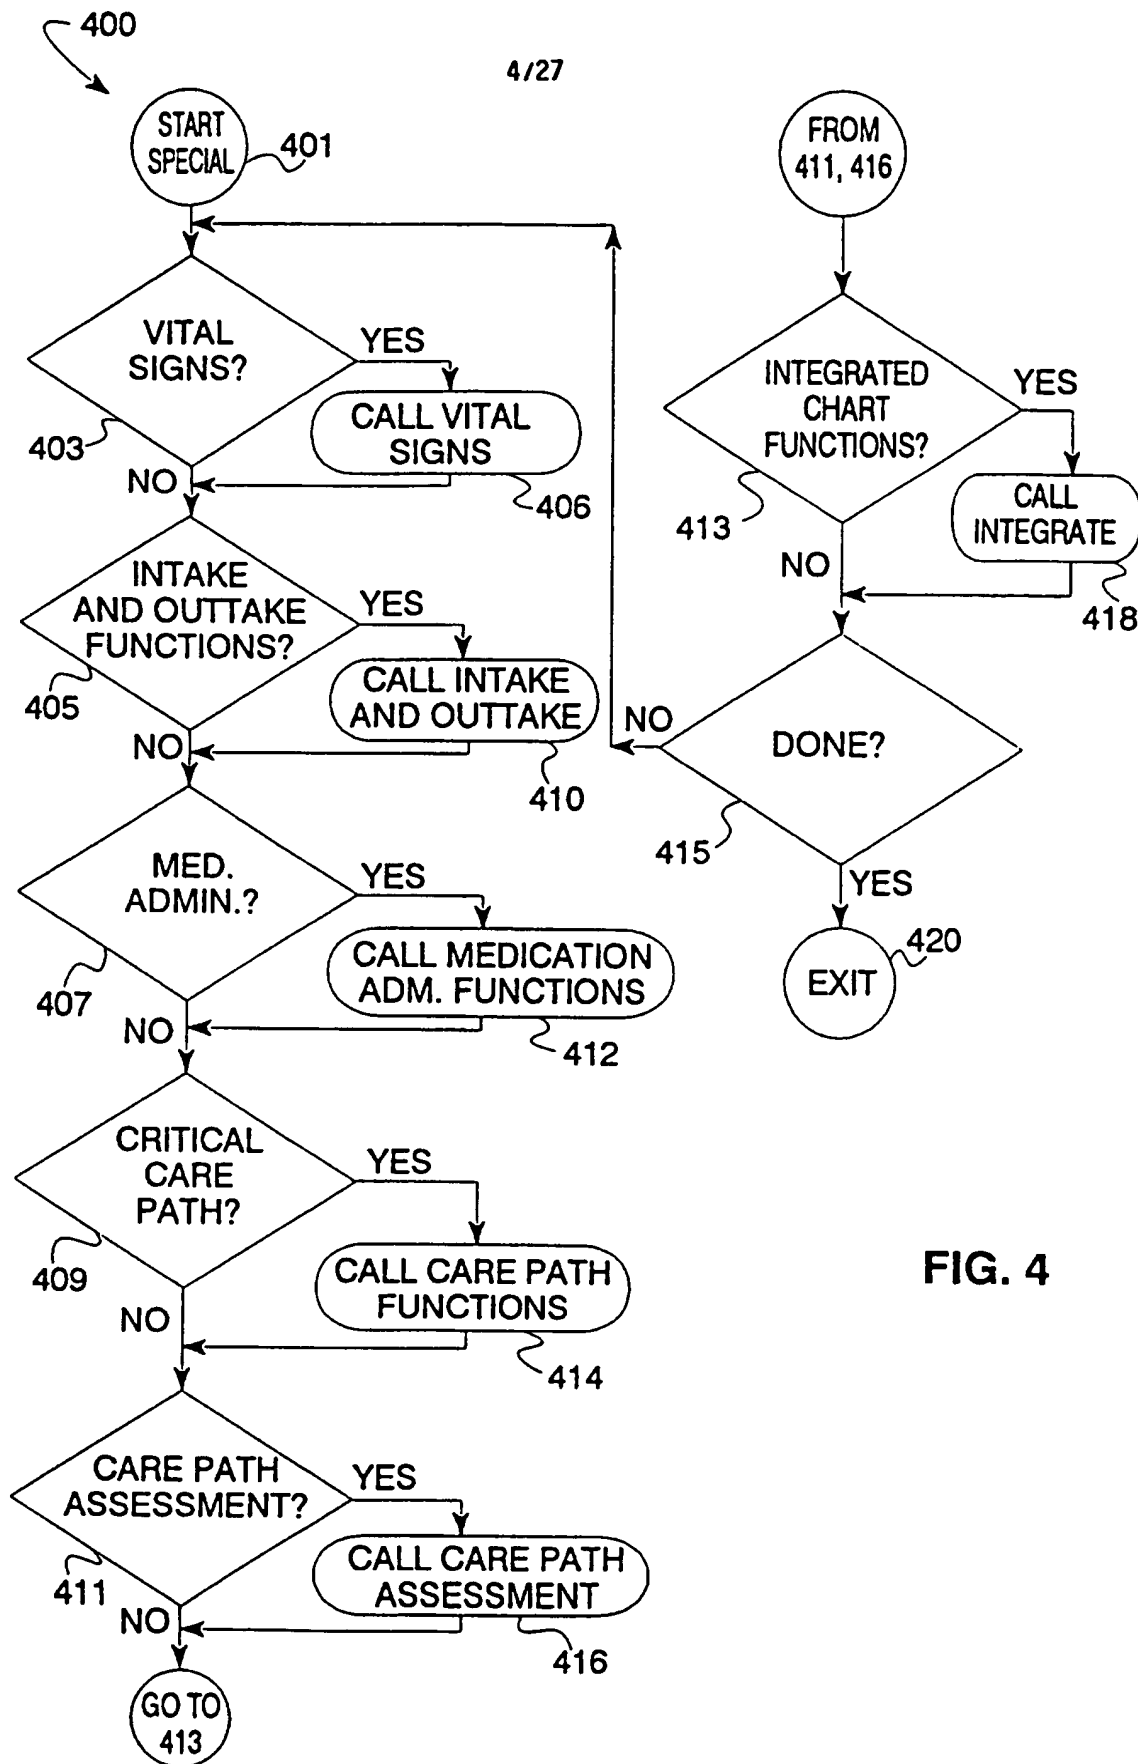 400
4/27
START
SPECIAL
401
VITAL
SIGNS?
YES
403
CALL VITAL
SIGNS
NO
406
INTAKE
AND OUTTAKE
FUNCTIONS?
YES
405
CALL INTAKE
AND OUTTAKE
NO
410
MED.
ADMIN.?
YES
407
CALL MEDICATION
ADM. FUNCTIONS
NO
412
CRITICAL
CARE
PATH?
YES
409
CALL CARE PATH
FUNCTIONS
NO
414
CARE PATH
ASSESSMENT?
YES
411
CALL CARE PATH
ASSESSMENT
NO
416
GO TO
413
FROM
411, 416
INTEGRATED
CHART
FUNCTIONS?
YES
413
CALL
INTEGRATE
NO
418
NO
DONE?
415
YES
420
EXIT
FIG. 4